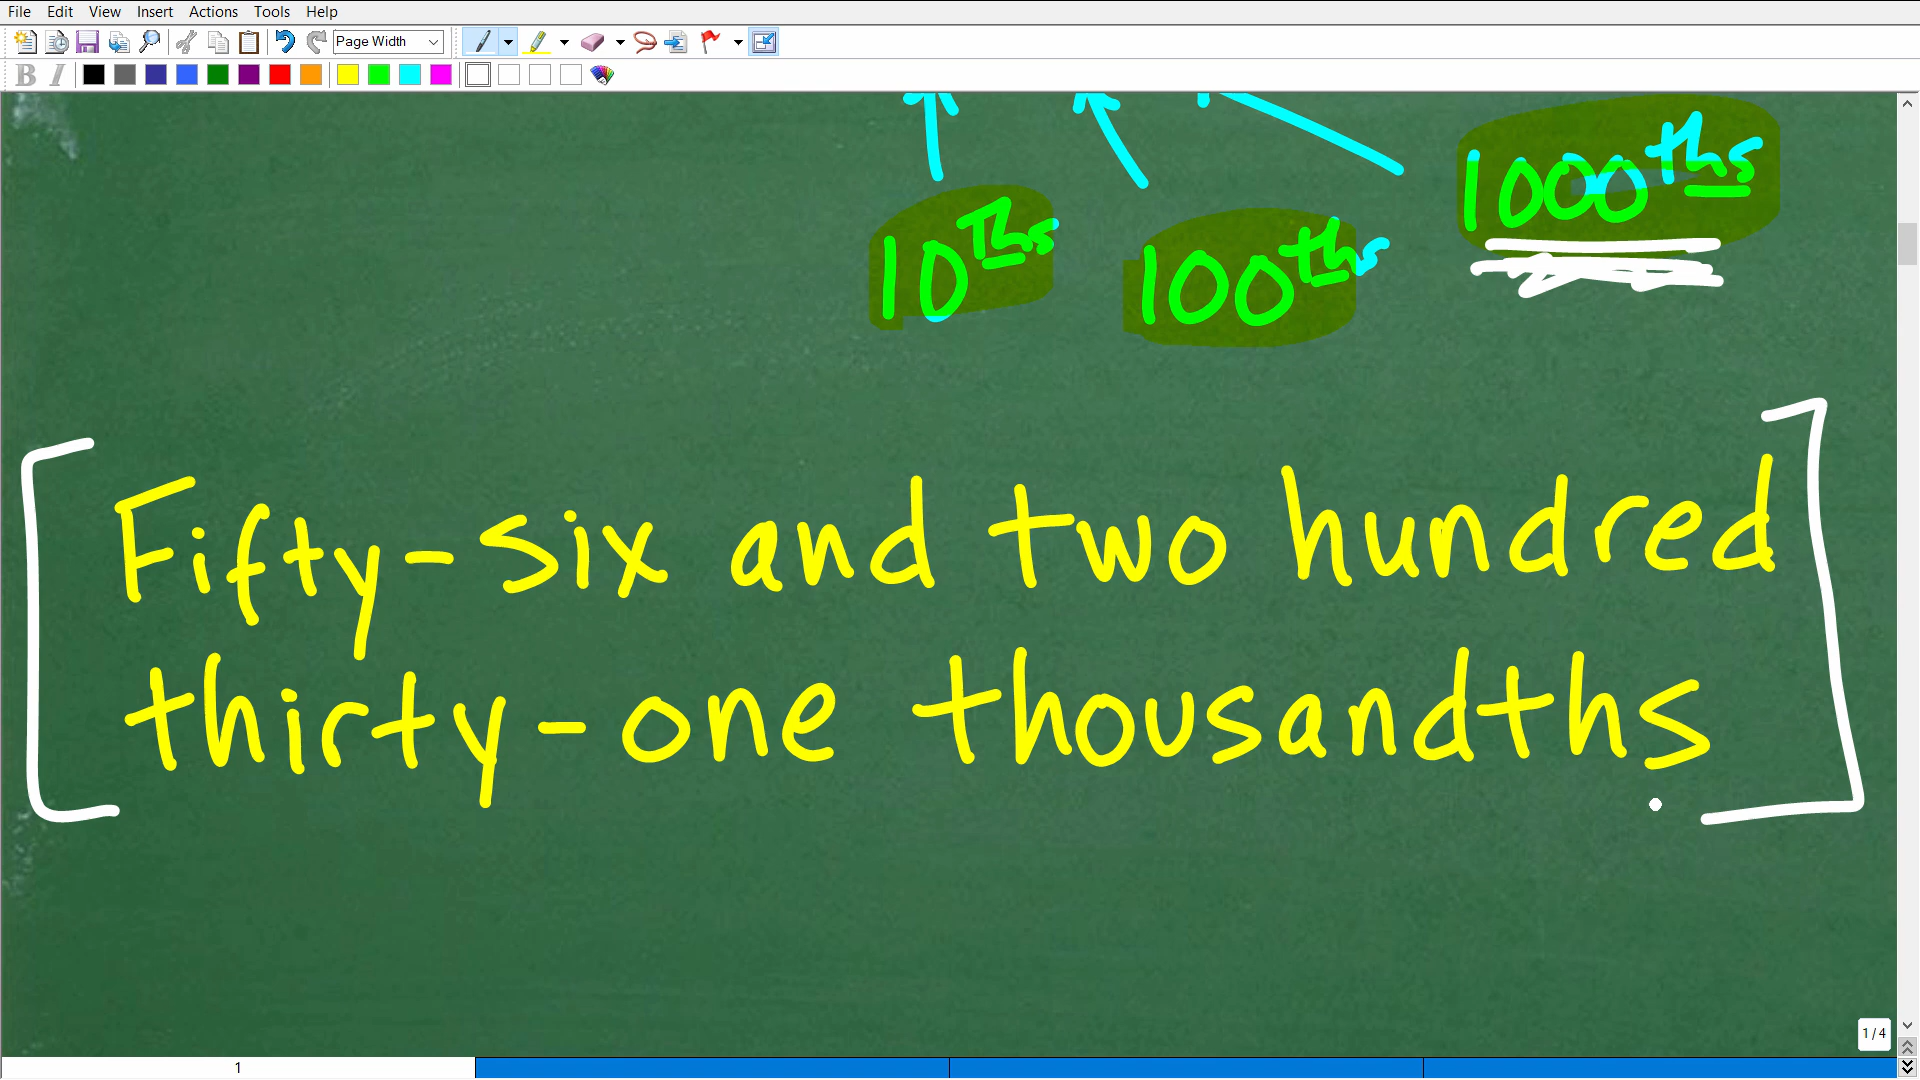 File Edit View Insert Actions Tools Help
Page Width
B I
10ths 100ths 1000ths
Fifty-six and two hundred
thirty-one thousandths
1 / 4
1